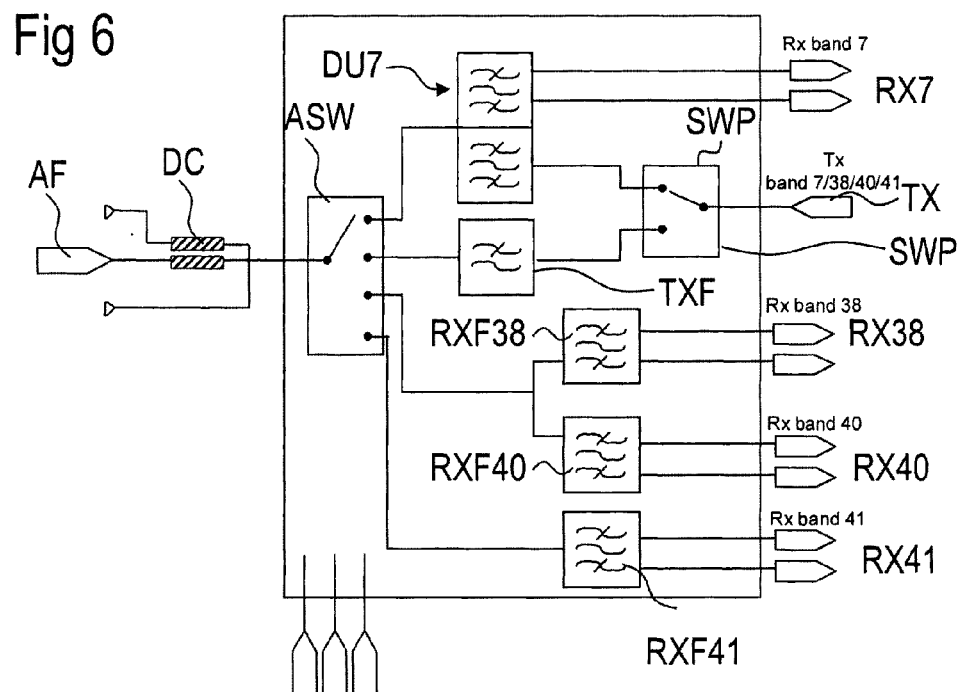 Fig 6
DU7
Rx band 7
RX7
ASW
SWP
DC
AF
Tx
band 7/38/40/41
TX
SWP
TXF
Rx band 38
RXF38
RX38
Rx band 40
RXF40
RX40
Rx band 41
RX41
RXF41